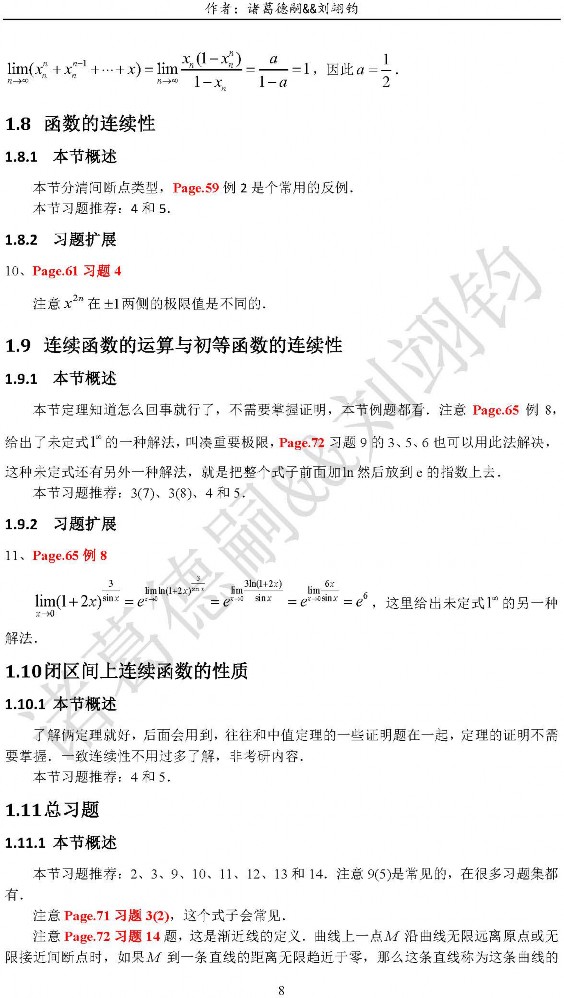 作者：诸葛德嗣&&刘翊钧
lim_{n→∞}(x_n^n + x_n^{n-1} + ⋯ + x) = lim_{n→∞} x_n(1 − x_n^n)/(1 − x_n) = a/(1 − a) = 1，因此 a = 1/2．
1.8 函数的连续性
1.8.1 本节概述
本节分清间断点类型，Page.59 例 2 是个常用的反例．
本节习题推荐：4 和 5．
1.8.2 习题扩展
10、Page.61 习题 4
注意 x^{2n} 在 ±1 两侧的极限值是不同的．
1.9 连续函数的运算与初等函数的连续性
1.9.1 本节概述
本节定理知道怎么回事就行了，不需要掌握证明，本节例题都看．注意 Page.65 例 8，
给出了未定式 1^∞ 的一种解法，叫凑重要极限，Page.72 习题 9 的 3、5、6 也可以用此法解决，
这种未定式还有另外一种解法，就是把整个式子前面加 ln 然后放到 e 的指数上去．
本节习题推荐：3(7)、3(8)、4 和 5．
1.9.2 习题扩展
11、Page.65 例 8
lim_{x→0}(1+2x)^{3/sin x} = e^{lim_{x→0} ln(1+2x)^{3/sin x}} = e^{lim_{x→0} 3ln(1+2x)/sin x} = e^{lim_{x→0} 6x/sin x} = e^6，这里给出未定式 1^∞ 的另一种
解法．
1.10 闭区间上连续函数的性质
1.10.1 本节概述
了解俩定理就好，后面会用到，往往和中值定理的一些证明题在一起，定理的证明不需
要掌握．一致连续性不用过多了解，非考研内容．
本节习题推荐：4 和 5．
1.11 总习题
1.11.1 本节概述
本节习题推荐：2、3、9、10、11、12、13 和 14．注意 9(5)是常见的，在很多习题集都
有．
注意 Page.71 习题 3(2)，这个式子会常见．
注意 Page.72 习题 14 题，这是渐近线的定义．曲线上一点 M 沿曲线无限远离原点或无
限接近间断点时，如果 M 到一条直线的距离无限趋近于零，那么这条直线称为这条曲线的
8
诸葛德嗣&&刘翊钧